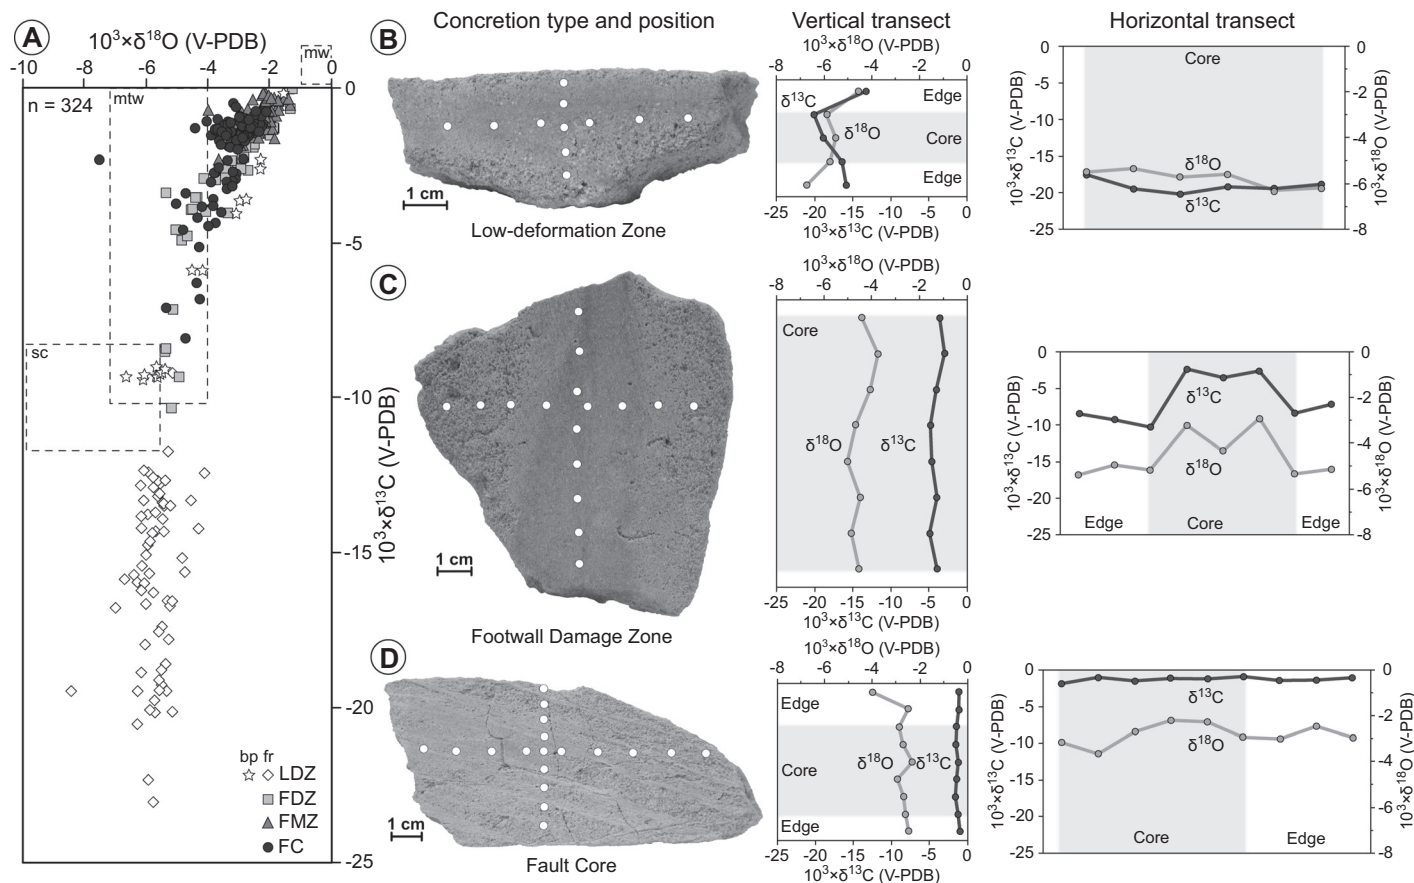 Concretion type and position
Vertical transect
Horizontal transect
A
10³×δ¹⁸O (V-PDB)
-10 -8 -6 -4 -2
mw
0
n = 324
mtw
sc
-5
-10
-15
-20
-25
10³×δ¹³C (V-PDB)
bp fr
LDZ
FDZ
FMZ
FC
B
1 cm
Low-deformation Zone
10³×δ¹⁸O (V-PDB)
-8 -6 -4 -2 0
δ¹³C
Edge
δ¹⁸O
Core
Edge
-25 -20 -15 -10 -5 0
10³×δ¹³C (V-PDB)
0 -5 -10 -15 -20 -25
10³×δ¹³C (V-PDB)
Core
δ¹⁸O
δ¹³C
0 -2 -4 -6 -8
10³×δ¹⁸O (V-PDB)
C
1 cm
Footwall Damage Zone
10³×δ¹⁸O (V-PDB)
-8 -6 -4 -2 0
Core
δ¹⁸O δ¹³C
-25 -20 -15 -10 -5 0
10³×δ¹³C (V-PDB)
0 -5 -10 -15 -20 -25
10³×δ¹³C (V-PDB)
δ¹³C
δ¹⁸O
Edge Core Edge
0 -2 -4 -6 -8
10³×δ¹⁸O (V-PDB)
D
1 cm
Fault Core
10³×δ¹⁸O (V-PDB)
-8 -6 -4 -2 0
Edge
δ¹⁸O δ¹³C
Core
Edge
-25 -20 -15 -10 -5 0
10³×δ¹³C (V-PDB)
0 -5 -10 -15 -20 -25
10³×δ¹³C (V-PDB)
δ¹³C
δ¹⁸O
Core Edge
0 -2 -4 -6 -8
10³×δ¹⁸O (V-PDB)